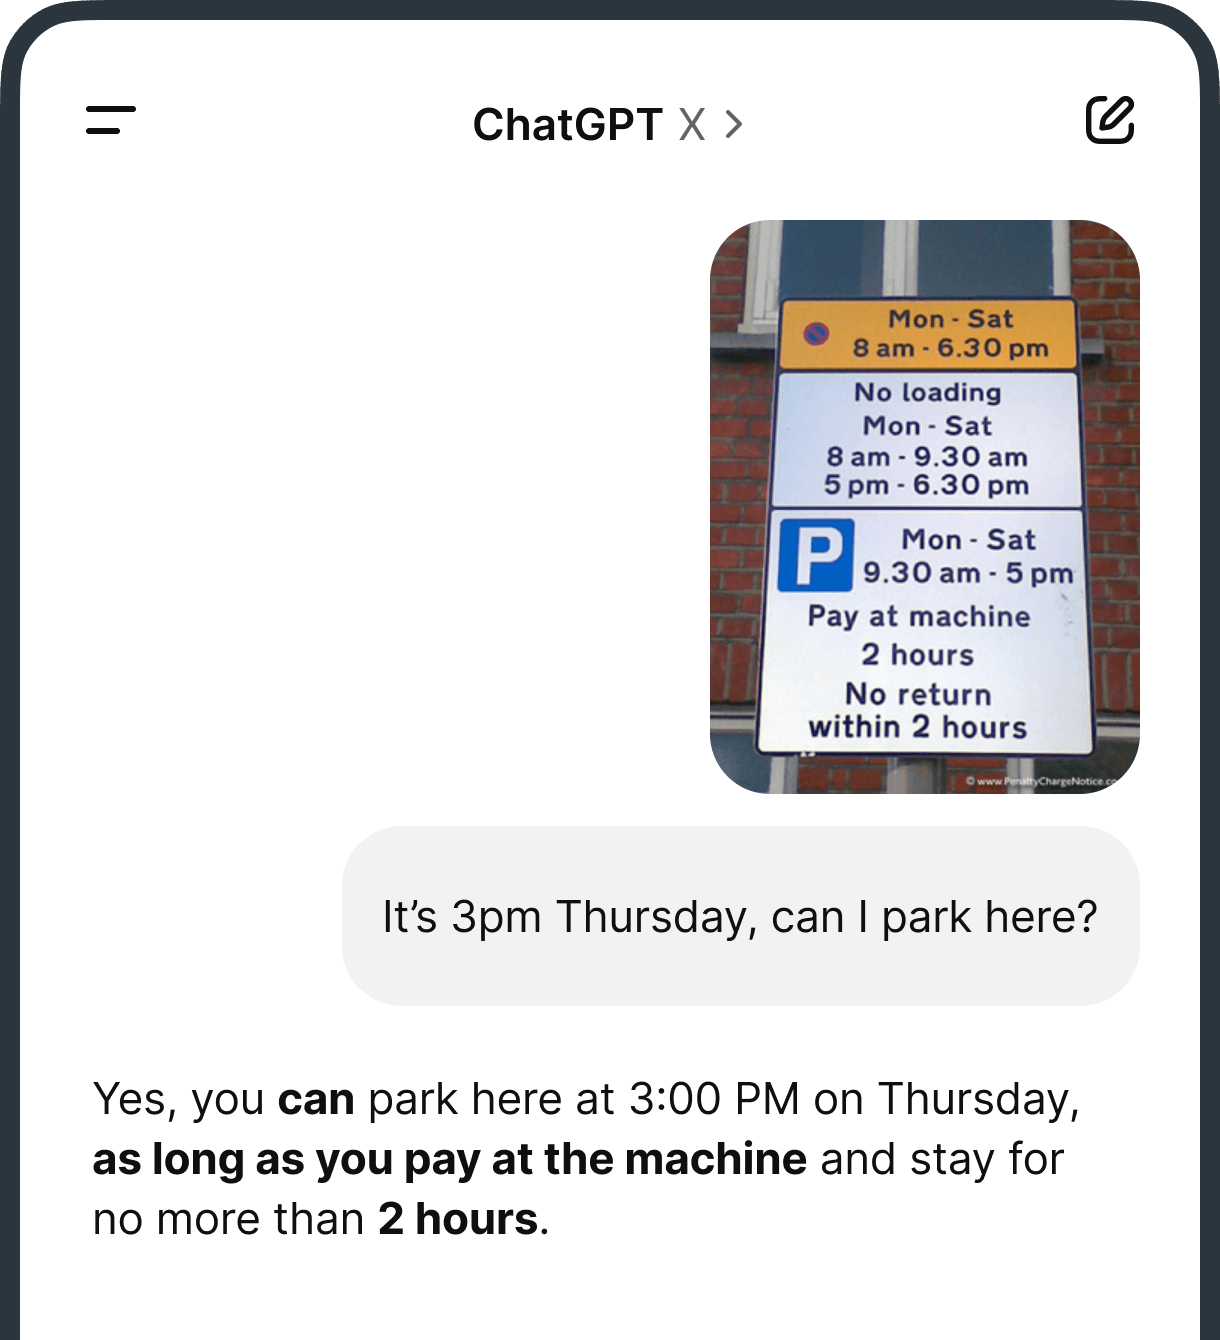 ChatGPT X >
Mon - Sat
8 am - 6.30 pm
No loading
Mon - Sat
8 am - 9.30 am
5 pm - 6.30 pm
P
Mon - Sat
9.30 am - 5 pm
Pay at machine
2 hours
No return
within 2 hours
© www.PenaltyChargeNotice.co
It’s 3pm Thursday, can I park here?
Yes, you can park here at 3:00 PM on Thursday,
as long as you pay at the machine and stay for
no more than 2 hours.